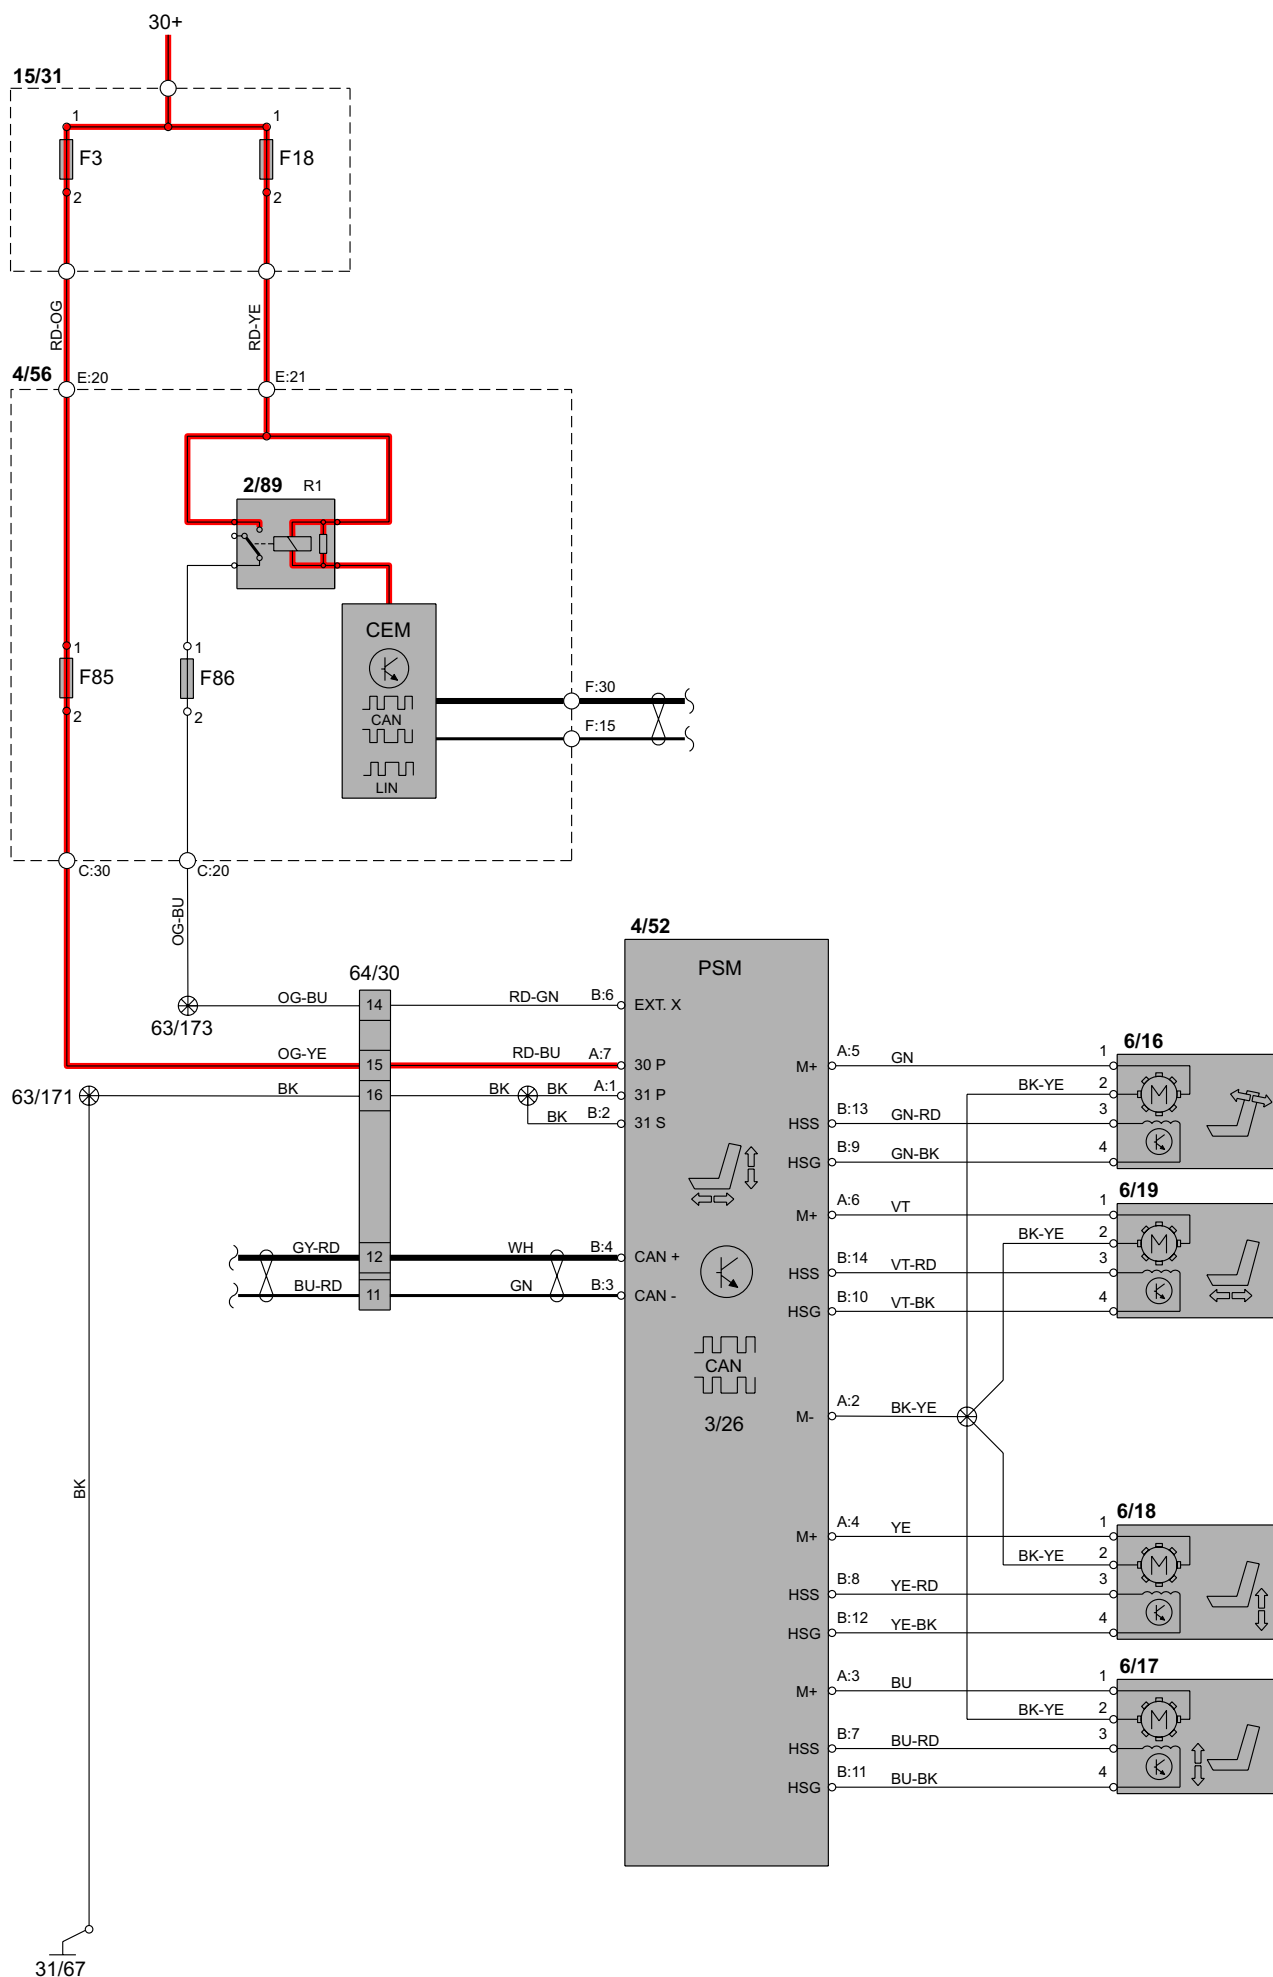 30+
15/31
1 1
F3 F18
2 2
RD-OG RD-YE
4/56 E:20 E:21
2/89 R1
CEM
1 1
F85 F86 F:30
2 2 CAN F:15
LIN
C:30 C:20
OG-BU
4/52
64/30 PSM
OG-BU 14 RD-GN B:6 EXT. X
63/173
6/16
OG-YE 15 RD-BU A:7 30 P M+ A:5 GN 1
63/171 BK 16 BK BK A:1 31 P BK-YE 2
BK B:2 31 S HSS B:13 GN-RD 3
HSG B:9 GN-BK 4
M
6/19
M+ A:6 VT 1
BK-YE 2
M
GY-RD 12 WH B:4 CAN + HSS B:14 VT-RD 3
BU-RD 11 GN B:3 CAN - HSG B:10 VT-BK 4
CAN
M- A:2 BK-YE
3/26
BK
6/18
M+ A:4 YE 1
BK-YE 2
M
HSS B:8 YE-RD 3
HSG B:12 YE-BK 4
6/17
M+ A:3 BU 1
BK-YE 2
M
HSS B:7 BU-RD 3
HSG B:11 BU-BK 4
31/67